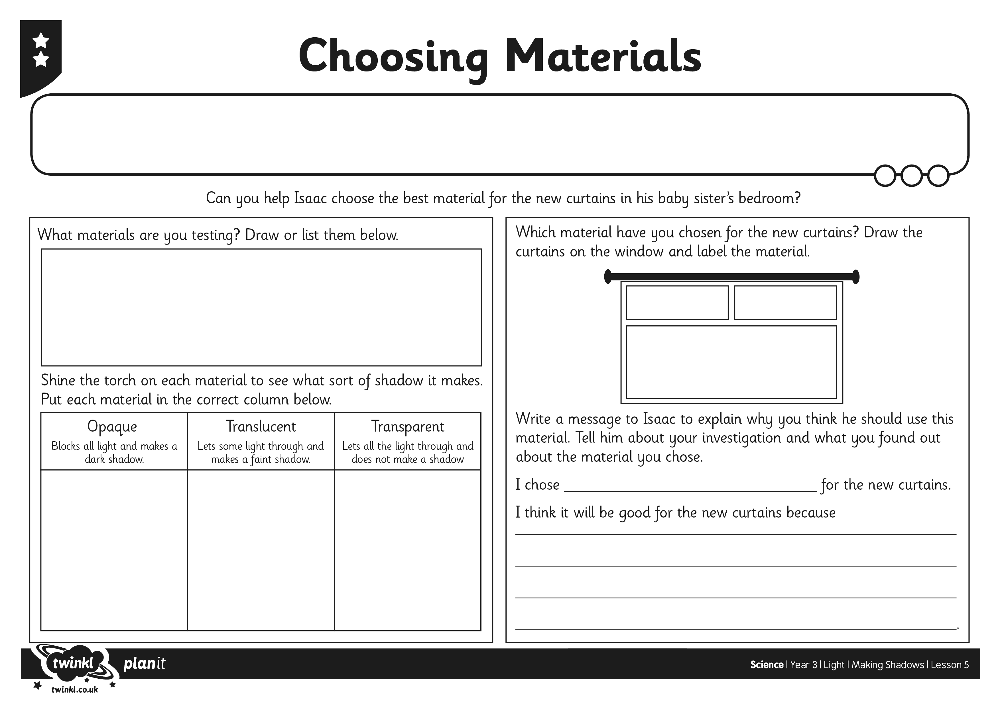 Choosing Materials
Can you help Isaac choose the best material for the new curtains in his baby sister's bedroom?
What materials are you testing? Draw or list them below.
Shine the torch on each material to see what sort of shadow it makes.
Put each material in the correct column below.
Opaque
Blocks all light and makes a
dark shadow.
Translucent
Lets some light through and
makes a faint shadow.
Transparent
Lets all the light through and
does not make a shadow
Which material have you chosen for the new curtains? Draw the
curtains on the window and label the material.
Write a message to Isaac to explain why you think he should use this
material. Tell him about your investigation and what you found out
about the material you chose.
I chose ______________________ for the new curtains.
I think it will be good for the new curtains because
.
twinkl planit
twinkl.co.uk
Science | Year 3 | Light | Making Shadows | Lesson 5